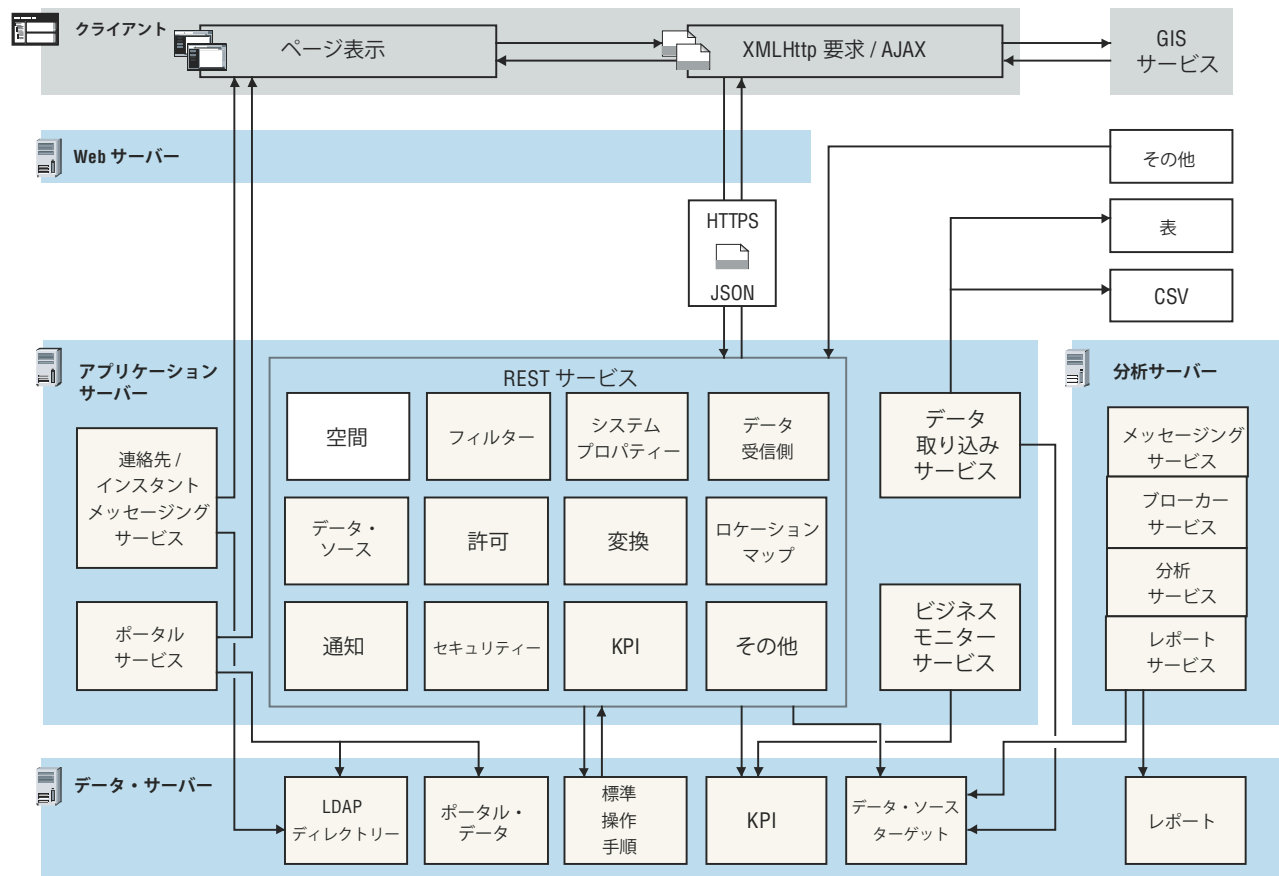 クライアント
ページ表示
XMLHttp 要求 / AJAX
GIS
サービス
Web サーバー
その他
表
CSV
HTTPS
JSON
アプリケーション
サーバー
REST サービス
空間
フィルター
システム
プロパティー
データ
受信側
データ・
ソース
許可
変換
ロケーション
マップ
通知
セキュリティー
KPI
その他
連絡先 /
インスタント
メッセージング
サービス
ポータル
サービス
データ
取り込み
サービス
ビジネス
モニター
サービス
分析サーバー
メッセージング
サービス
ブローカー
サービス
分析
サービス
レポート
サービス
データ・サーバー
LDAP
ディレクトリー
ポータル・
データ
標準
操作
手順
KPI
データ・ソース
ターゲット
レポート